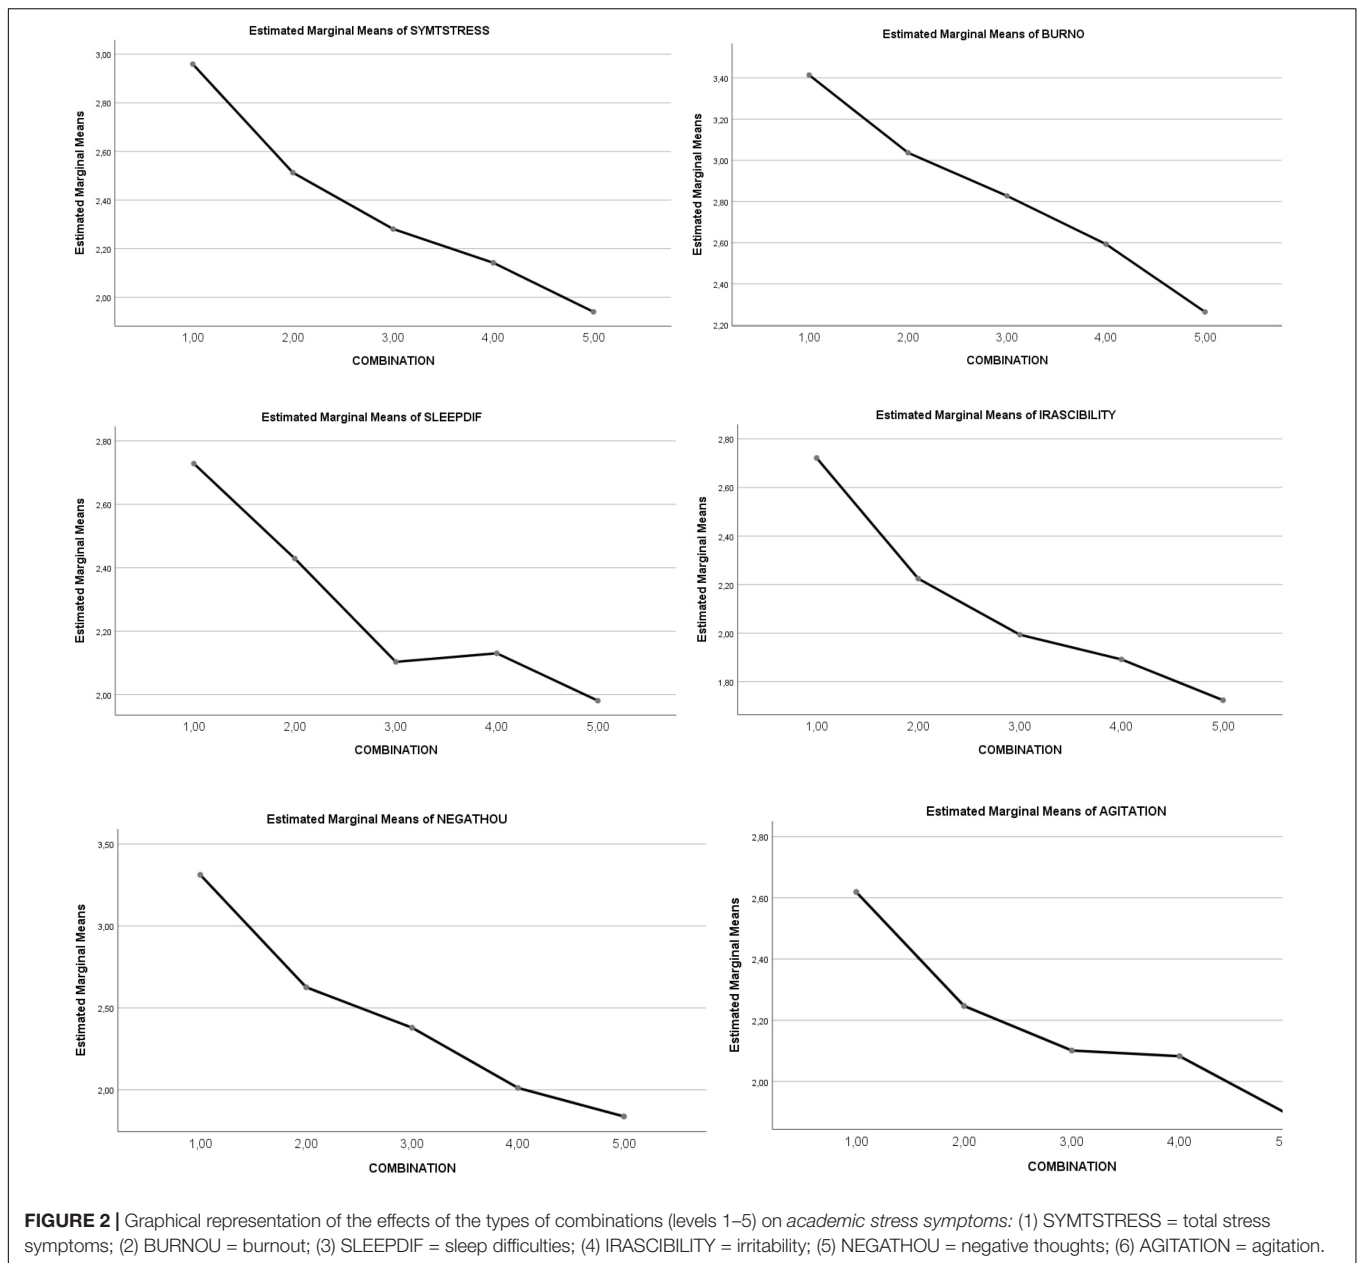 Estimated Marginal Means of SYMTSTRESS
Estimated Marginal Means
3,00
2,80
2,60
2,40
2,20
2,00
1,00 2,00 3,00 4,00 5,00
COMBINATION
Estimated Marginal Means of BURNO
Estimated Marginal Means
3,40
3,20
3,00
2,80
2,60
2,40
2,20
1,00 2,00 3,00 4,00 5,00
COMBINATION
Estimated Marginal Means of SLEEPDIF
Estimated Marginal Means
2,80
2,60
2,40
2,20
2,00
1,00 2,00 3,00 4,00 5,00
COMBINATION
Estimated Marginal Means of IRASCIBILITY
Estimated Marginal Means
2,80
2,60
2,40
2,20
2,00
1,80
1,00 2,00 3,00 4,00 5,00
COMBINATION
Estimated Marginal Means of NEGATHOU
Estimated Marginal Means
3,50
3,00
2,50
2,00
1,00 2,00 3,00 4,00 5,00
COMBINATION
Estimated Marginal Means of AGITATION
Estimated Marginal Means
2,80
2,60
2,40
2,20
2,00
1,00 2,00 3,00 4,00 5
COMBINATION
FIGURE 2 | Graphical representation of the effects of the types of combinations (levels 1–5) on academic stress symptoms: (1) SYMTSTRESS = total stress
symptoms; (2) BURNOU = burnout; (3) SLEEPDIF = sleep difficulties; (4) IRASCIBILITY = irritability; (5) NEGATHOU = negative thoughts; (6) AGITATION = agitation.